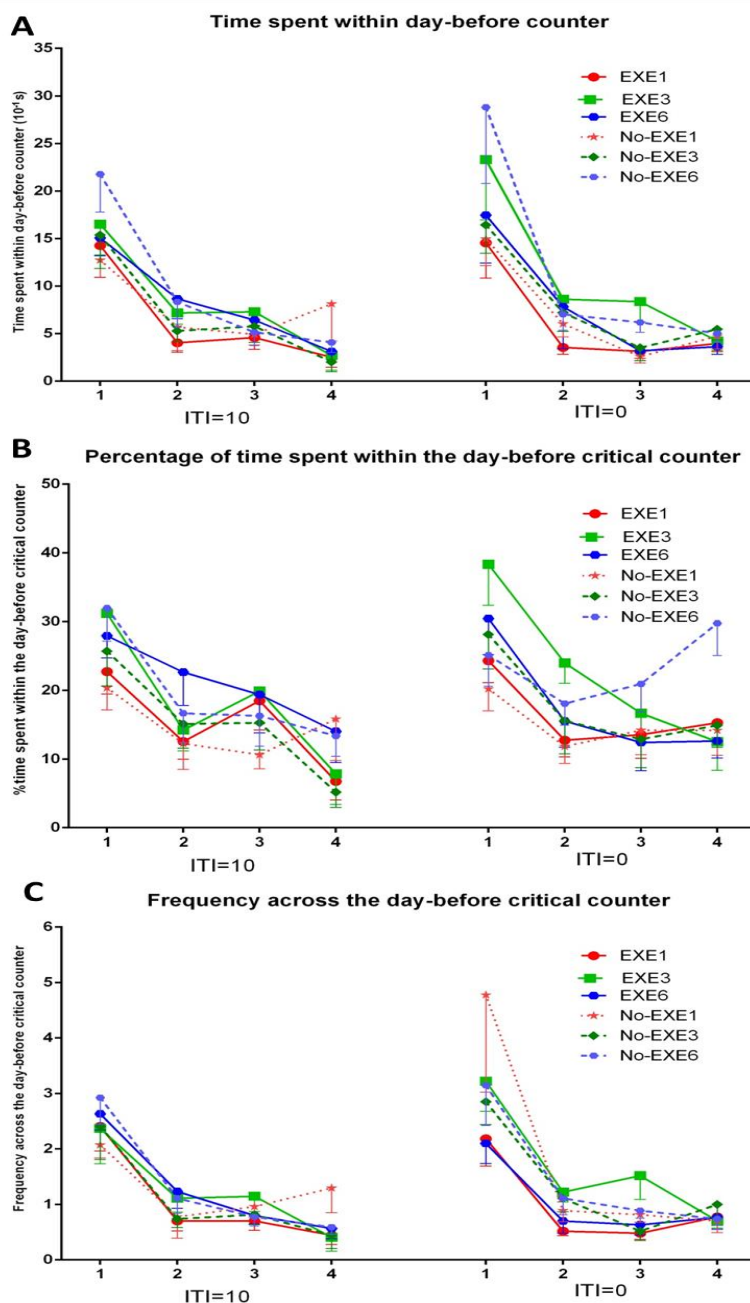 A
Time spent within day-before counter
Time spent within day-before counter (10⁻¹s)
35
30
25
20
15
10
5
0
EXE1
EXE3
EXE6
No-EXE1
No-EXE3
No-EXE6
1 2 3 4 1 2 3 4
ITI=10 ITI=0
B
Percentage of time spent within the day-before critical counter
%time spent within the day-before critical counter
50
40
30
20
10
0
EXE1
EXE3
EXE6
No-EXE1
No-EXE3
No-EXE6
1 2 3 4 1 2 3 4
ITI=10 ITI=0
C
Frequency across the day-before critical counter
Frequency across the day-before critical counter
6
5
4
3
2
1
0
EXE1
EXE3
EXE6
No-EXE1
No-EXE3
No-EXE6
1 2 3 4 1 2 3 4
ITI=10 ITI=0